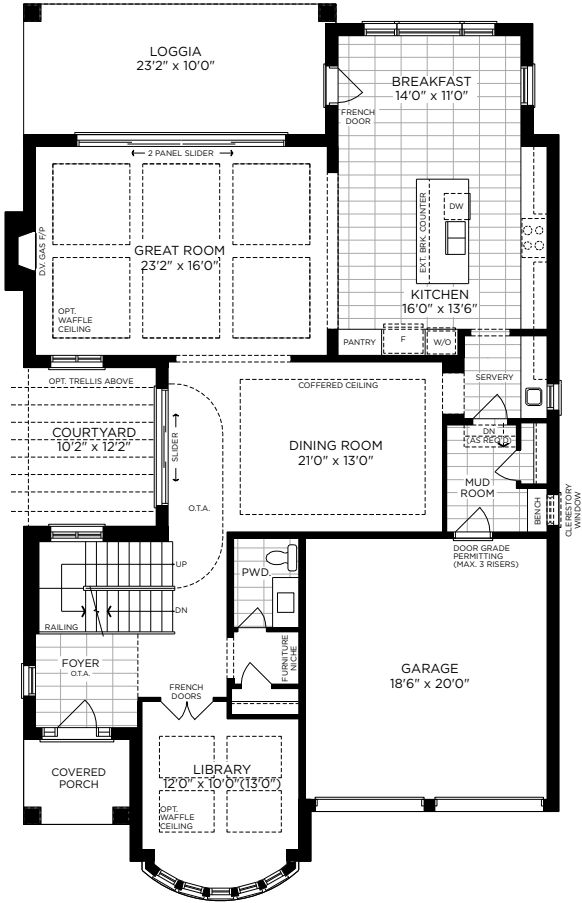 LOGGIA
23'2" x 10'0"
BREAKFAST
14'0" x 11'0"
FRENCH
DOOR
2 PANEL SLIDER
D.V. GAS F/P
GREAT ROOM
23'2" x 16'0"
OPT.
WAFFLE
CEILING
EXT. BRK. COUNTER
DW
KITCHEN
16'0" x 13'6"
PANTRY
F
W/O
OPT. TRELLIS ABOVE
COURTYARD
10'2" x 12'2"
SLIDER
O.T.A.
COFFERED CEILING
DINING ROOM
21'0" x 13'0"
SERVERY
DN
(AS REQ'D)
MUD
ROOM
BENCH
CLERESTORY
WINDOW
DOOR GRADE
PERMITTING
(MAX. 3 RISERS)
UP
DN
RAILING
PWD.
FURNITURE
NICHE
FOYER
O.T.A.
FRENCH
DOORS
GARAGE
18'6" x 20'0"
COVERED
PORCH
LIBRARY
12'0" x 10'0"(13'0")
OPT.
WAFFLE
CEILING